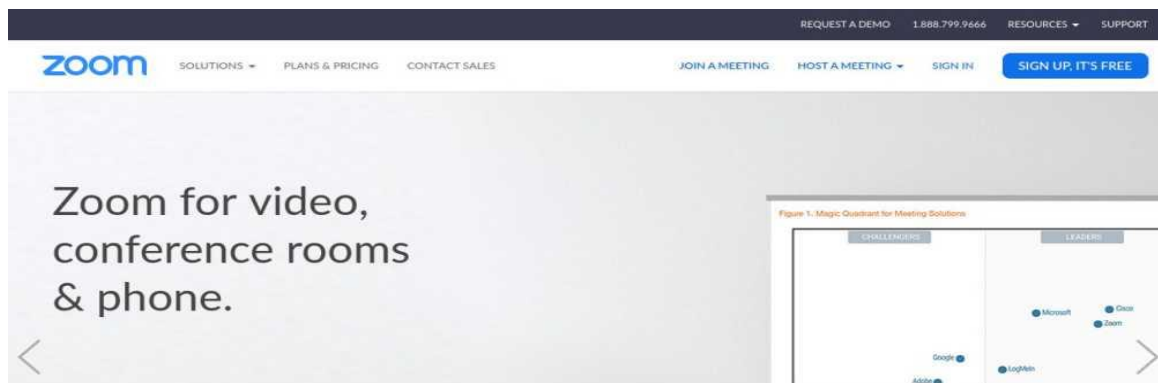 REQUEST A DEMO 1.888.799.9666 RESOURCES SUPPORT
zoom SOLUTIONS PLANS & PRICING CONTACT SALES JOIN A MEETING HOST A MEETING SIGN IN SIGN UP, IT'S FREE
Zoom for video,
conference rooms
& phone.
Figure 1. Magic Quadrant for Meeting Solutions
CHALLENGERS LEADERS
Microsoft Cisco
Zoom
Google
LogMeIn
Adobe